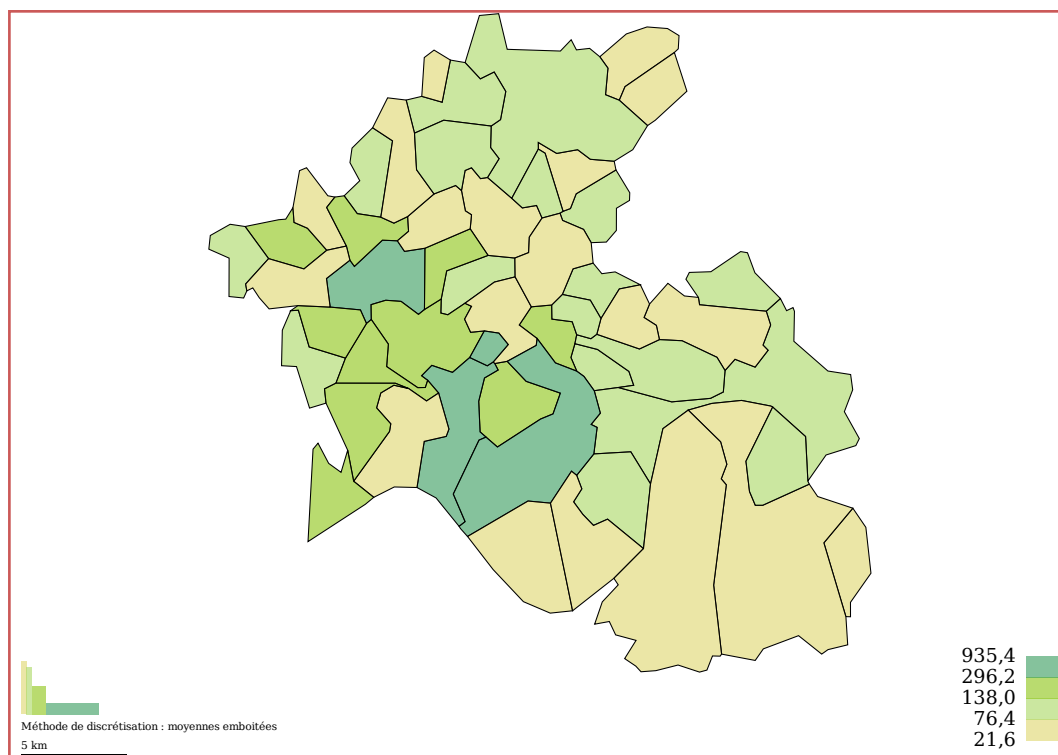 935,4
296,2
138,0
76,4
21,6
Méthode de discrétisation : moyennes emboitées
5 km